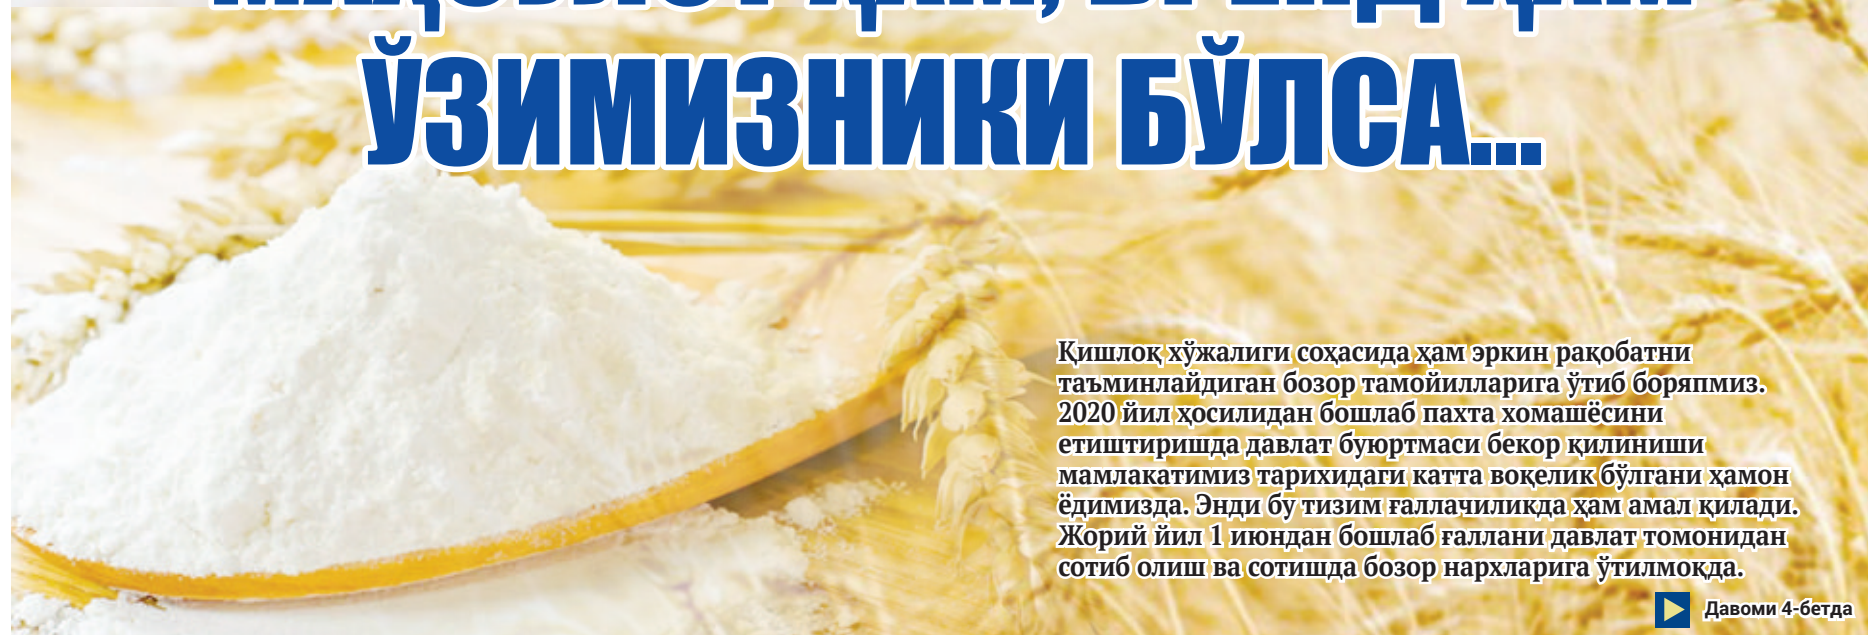 ЎЗИМИЗНИКИ БЎЛСА...
Қишлоқ хўжалиги соҳасида ҳам эркин рақобатни
таъминлайдиган бозор тамойилларига ўтиб боряпмиз.
2020 йил ҳосилидан бошлаб пахта хомашёсини
етиштиришда давлат буюртмаси бекор қилиниши
мамлакатимиз тарихидаги катта воқелик бўлгани ҳамон
ёдимизда. Энди бу тизим ғаллачиликда ҳам амал қилади.
Жорий йил 1 июндан бошлаб ғаллани давлат томонидан
сотиб олиш ва сотишда бозор нархларига ўтилмоқда.
Давоми 4-бетда